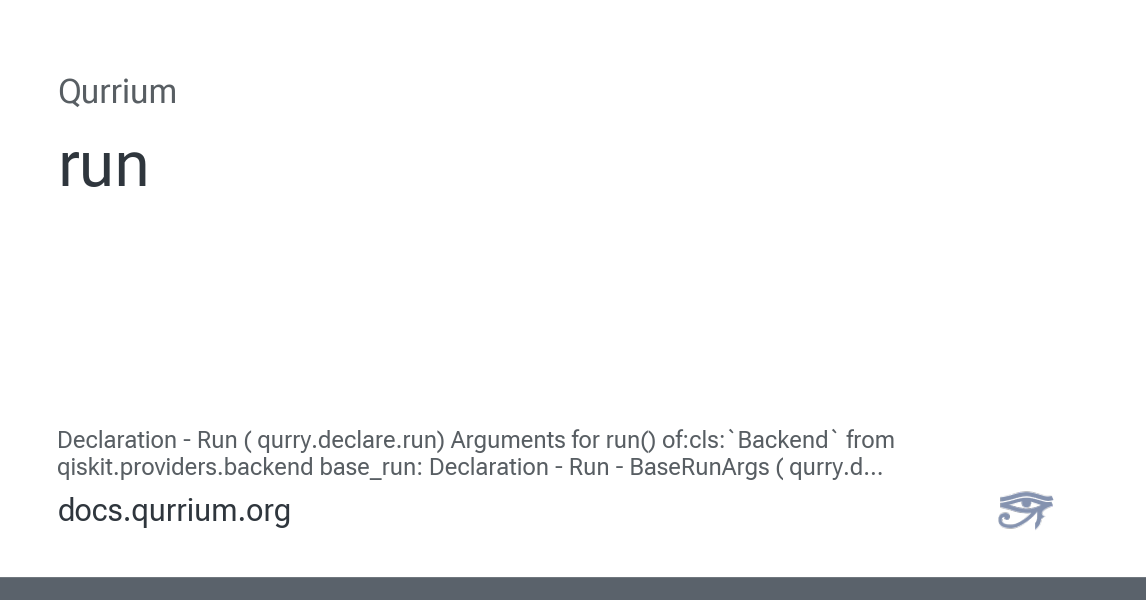 Qurrium
run
Declaration - Run ( qurry.declare.run) Arguments for run() of:cls:`Backend` from
qiskit.providers.backend base_run: Declaration - Run - BaseRunArgs ( qurry.d...
docs.qurrium.org